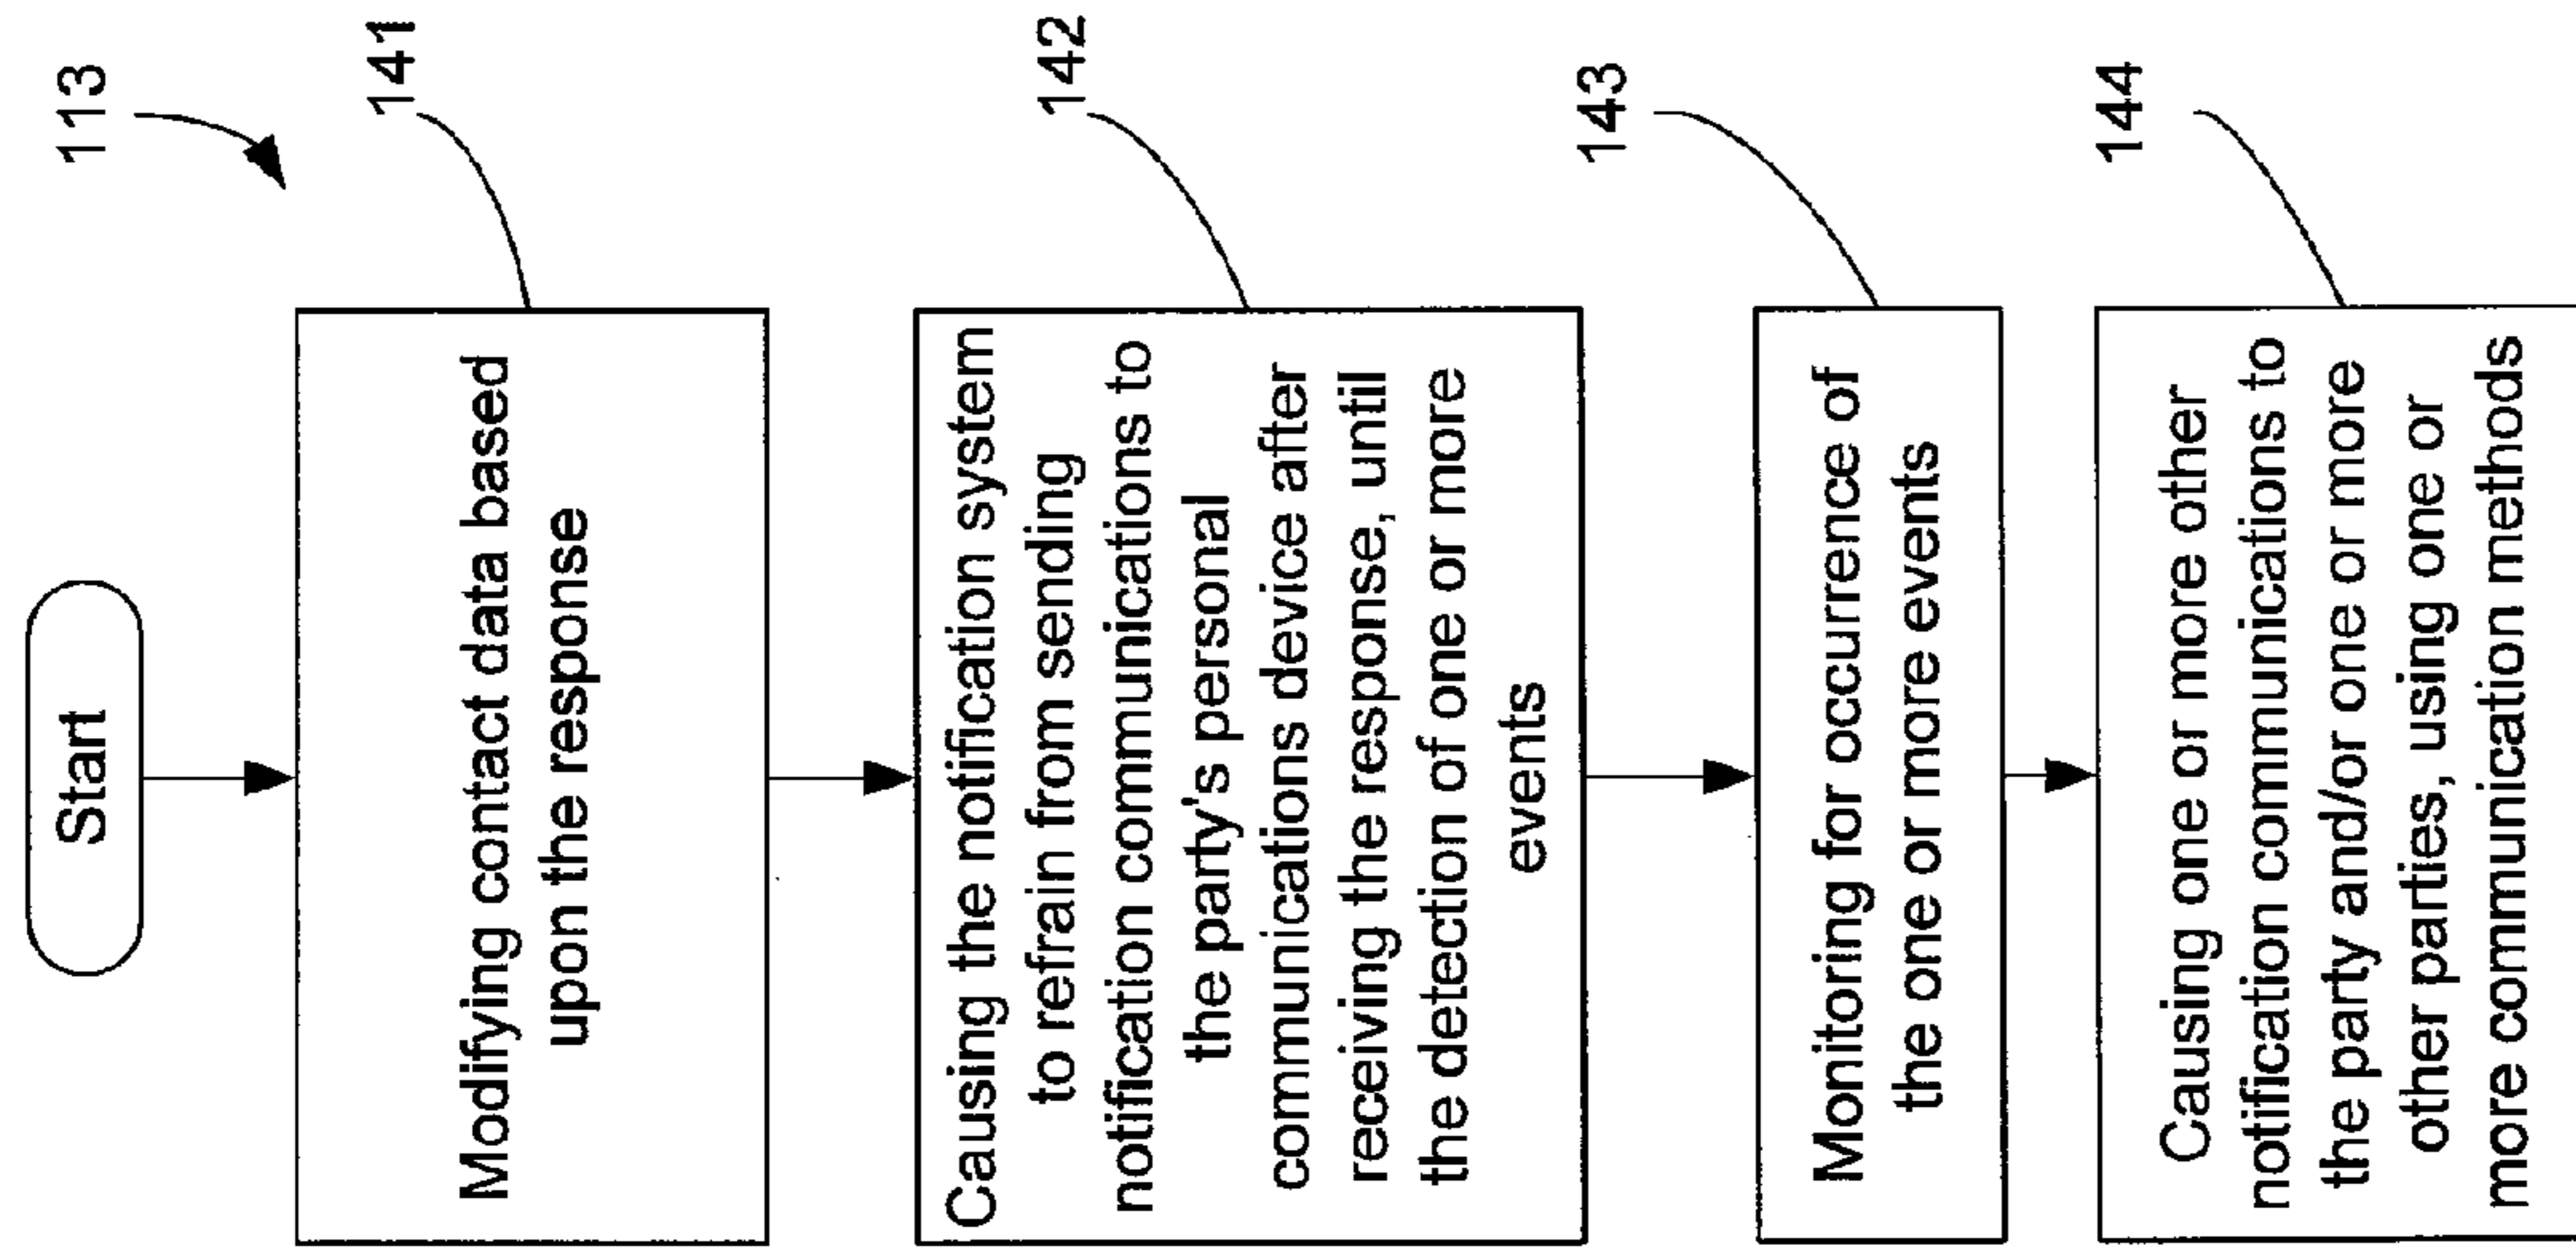 113
Start
141
Modifying contact data based
upon the response
142
Causing the notification system
to refrain from sending
notification communications to
the party's personal
communications device after
receiving the response, until
the detection of one or more
events
143
Monitoring for occurrence of
the one or more events
144
Causing one or more other
notification communications to
the party and/or one or more
other parties, using one or
more communication methods